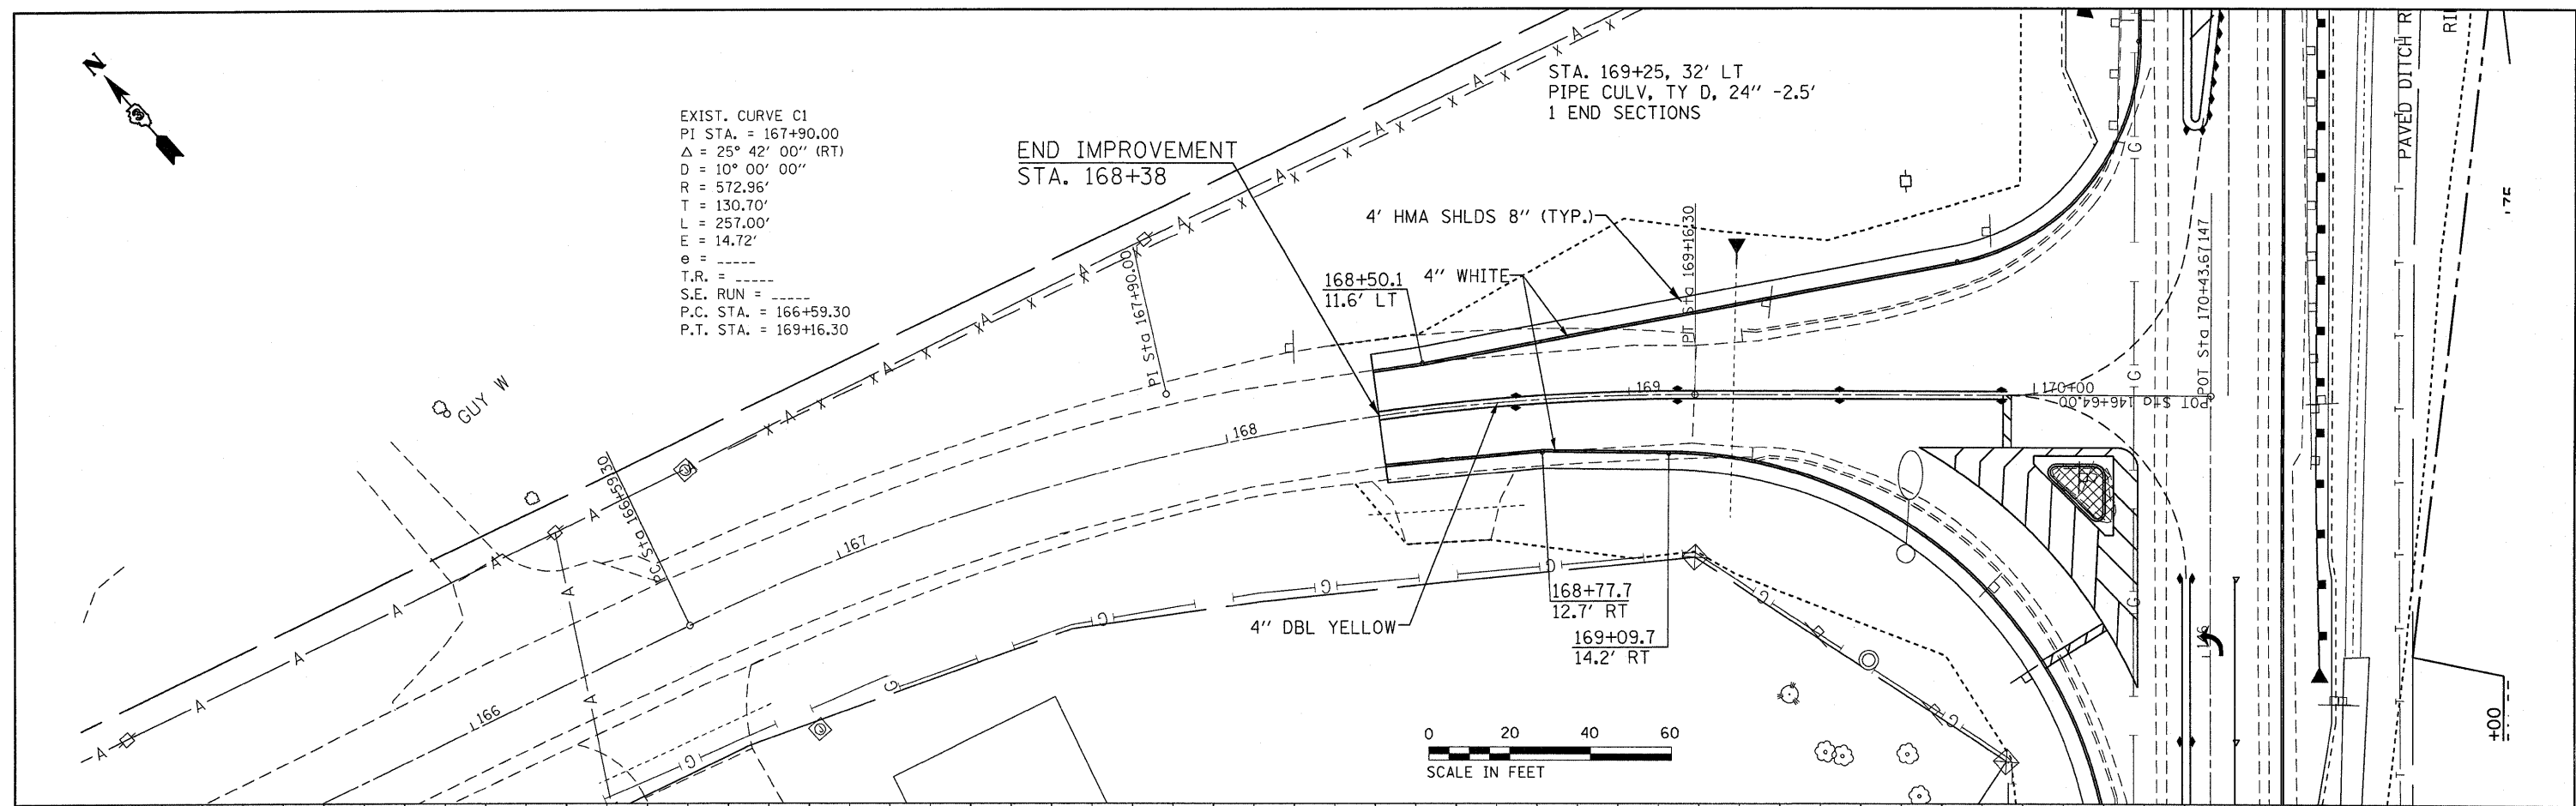 N
EXIST. CURVE C1
PI STA. = 167+90.00
Δ = 25° 42' 00" (RT)
D = 10° 00' 00"
R = 572.96'
T = 130.70'
L = 257.00'
E = 14.72'
e = _____
T.R. = _____
S.E. RUN = _____
P.C. STA. = 166+59.30
P.T. STA. = 169+16.30
END IMPROVEMENT
STA. 168+38
STA. 169+25, 32' LT
PIPE CULV, TY D, 24" -2.5'
1 END SECTIONS
4' HMA SHLDS 8" (TYP.)
168+50.1
11.6' LT
4" WHITE
PI Sta 167+90.00
PT Sta 169+16.30
PC Sta 166+59.30
POT Sta 170+43.67147
POT Sta 146+64.00
GUY W
166
167
168
169
170+00
146
168+77.7
12.7' RT
169+09.7
14.2' RT
4" DBL YELLOW
0 20 40 60
SCALE IN FEET
PAVED DITCH R
+00